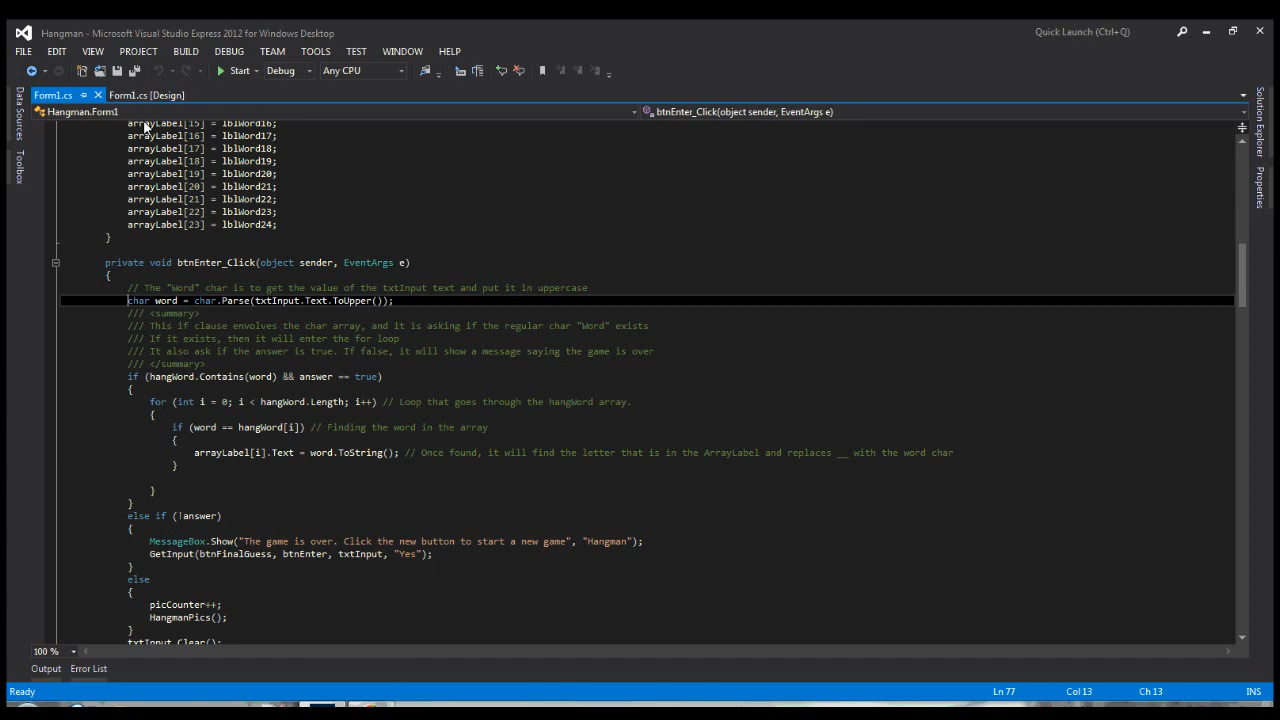 Hangman - Microsoft Visual Studio Express 2012 for Windows Desktop
Quick Launch (Ctrl+Q)
FILE EDIT VIEW PROJECT BUILD DEBUG TEAM TOOLS TEST WINDOW HELP
Start Debug Any CPU
Form1.cs Form1.cs [Design]
Hangman.Form1 btnEnter_Click(object sender, EventArgs e)
Data Sources
Toolbox
Solution Explorer
Properties
arrayLabel[15] = lblWord16;
arrayLabel[16] = lblWord17;
arrayLabel[17] = lblWord18;
arrayLabel[18] = lblWord19;
arrayLabel[19] = lblWord20;
arrayLabel[20] = lblWord21;
arrayLabel[21] = lblWord22;
arrayLabel[22] = lblWord23;
arrayLabel[23] = lblWord24;
}
private void btnEnter_Click(object sender, EventArgs e)
{
// The "Word" char is to get the value of the txtInput text and put it in uppercase
char word = char.Parse(txtInput.Text.ToUpper());
/// <summary>
/// This if clause envolves the char array, and it is asking if the regular char "Word" exists
/// If it exists, then it will enter the for loop
/// It also ask if the answer is true. If false, it will show a message saying the game is over
/// </summary>
if (hangWord.Contains(word) && answer == true)
{
for (int i = 0; i < hangWord.Length; i++) // Loop that goes through the hangWord array.
{
if (word == hangWord[i]) // Finding the word in the array
{
arrayLabel[i].Text = word.ToString(); // Once found, it will find the letter that is in the ArrayLabel and replaces __ with the word char
}
}
}
else if (!answer)
{
MessageBox.Show("The game is over. Click the new button to start a new game", "Hangman");
GetInput(btnFinalGuess, btnEnter, txtInput, "Yes");
}
else
{
picCounter++;
HangmanPics();
txtInput.Clear();
100 %
Output Error List
Ready Ln 77 Col 13 Ch 13 INS